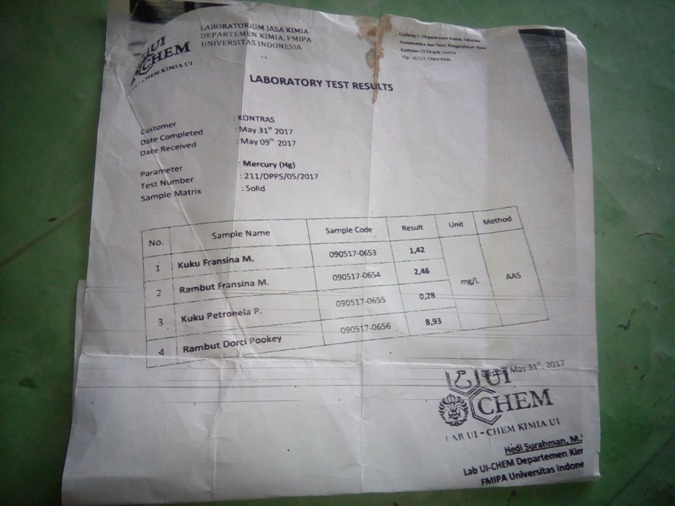 UI
CHEM
LABORATORIUM JASA KIMIA
DEPARTEMEN KIMIA, FMIPA
UNIVERSITAS INDONESIA
LABORATORY TEST RESULTS
Customer : KONTRAS
Date Completed : May 31st 2017
Date Received : May 09th 2017
Parameter : Mercury (Hg)
Test Number : 211/DPPS/05/2017
Sample Matrix : Solid
No. Sample Name Sample Code Result Unit Method
1 Kuku Fransina M. 090517-0653 1,42
2 Rambut Fransina M. 090517-0654 2,46
mg/L AAS
3 Kuku Petronela P. 090517-0655 0,28
4 Rambut Dorci Pookey 090517-0656 8,93
May 31st, 2017
UI
CHEM
LAB UI - CHEM KIMIA UI
Hedi Surahman, M.
Lab UI-CHEM Departemen Kim
FMIPA Universitas Indone